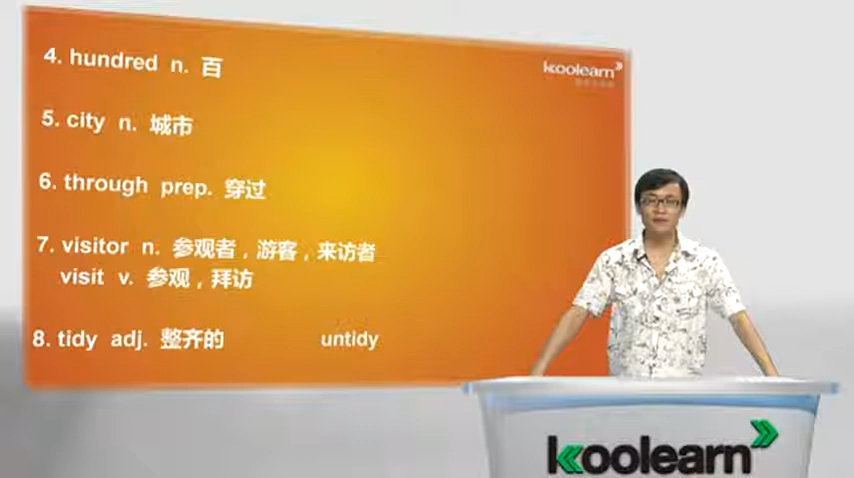 4. hundred n. 百
koolearn
5. city n. 城市
6. through prep. 穿过
7. visitor n. 参观者，游客，来访者
visit v. 参观，拜访
8. tidy adj. 整齐的 untidy
koolearn